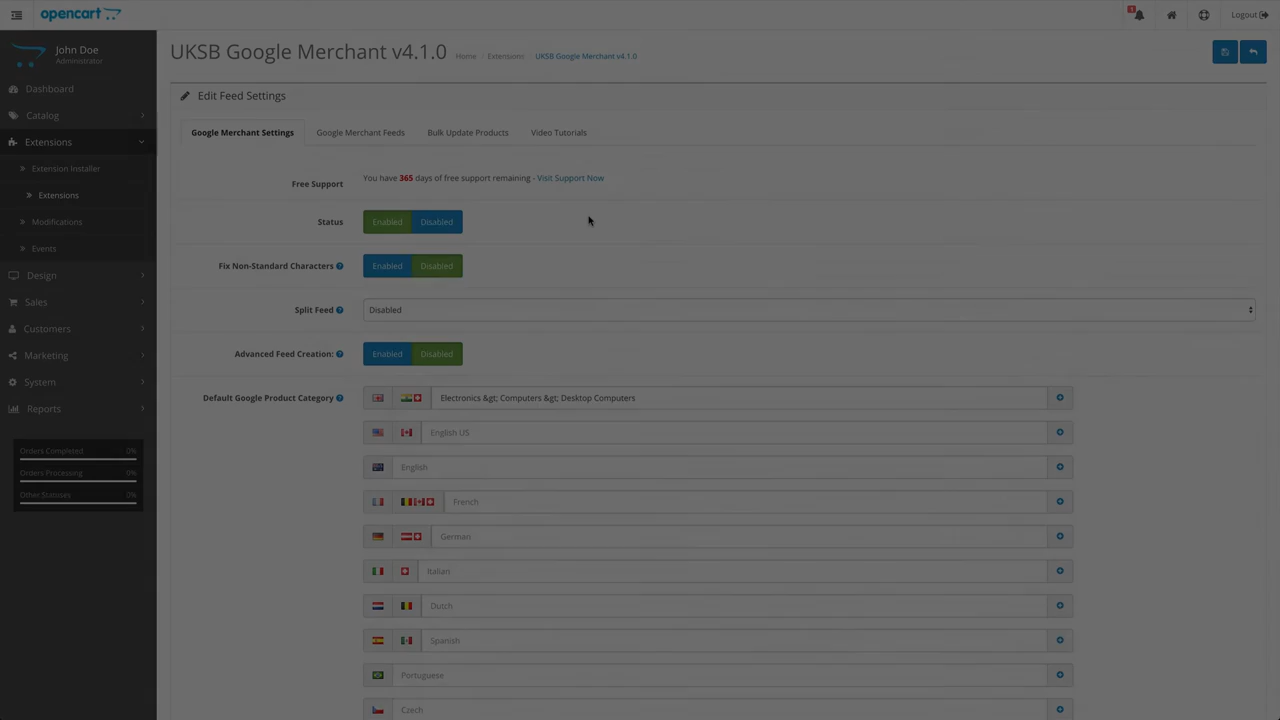 opencart
1
Logout
John Doe
Administrator
UKSB Google Merchant v4.1.0
Home / Extensions / UKSB Google Merchant v4.1.0
Dashboard
Catalog
Extensions
Extension Installer
Extensions
Modifications
Events
Design
Sales
Customers
Marketing
System
Reports
Orders Completed 0%
Orders Processing 0%
Other Statuses 0%
Edit Feed Settings
Google Merchant Settings Google Merchant Feeds Bulk Update Products Video Tutorials
Free Support You have 365 days of free support remaining - Visit Support Now
Status Enabled Disabled
Fix Non-Standard Characters ? Enabled Disabled
Split Feed ? Disabled
Advanced Feed Creation: ? Enabled Disabled
Default Google Product Category ? Electronics &gt; Computers &gt; Desktop Computers
English US
English
French
German
Italian
Dutch
Spanish
Portuguese
Czech